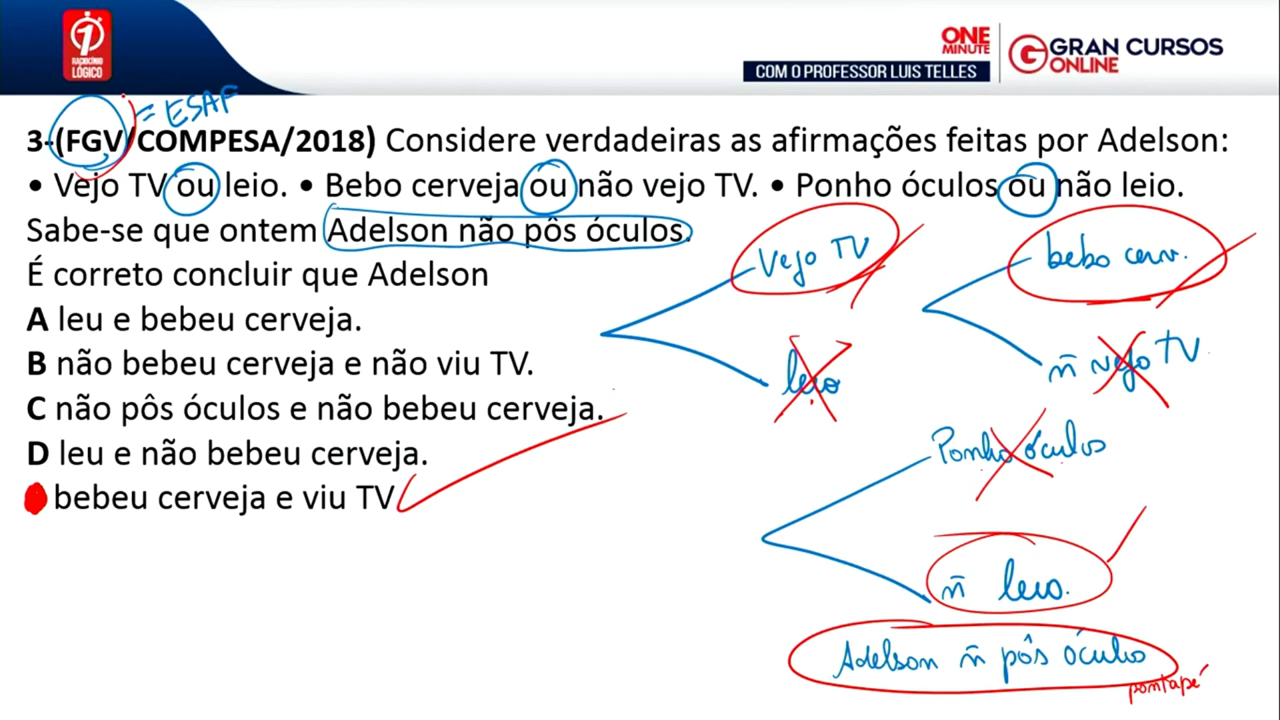 RACIOCÍNIO
LÓGICO
ONE
MINUTE
COM O PROFESSOR LUIS TELLES
GRAN CURSOS
ONLINE
= ESAF
3-(FGV/COMPESA/2018) Considere verdadeiras as afirmações feitas por Adelson:
• Vejo TV ou leio. • Bebo cerveja ou não vejo TV. • Ponho óculos ou não leio.
Sabe-se que ontem Adelson não pôs óculos.
É correto concluir que Adelson
A leu e bebeu cerveja.
B não bebeu cerveja e não viu TV.
C não pôs óculos e não bebeu cerveja.
D leu e não bebeu cerveja.
bebeu cerveja e viu TV
Vejo TV
leio
bebo cerv.
ñ vejo TV
Ponho óculos
ñ leio.
Adelson ñ pôs óculo
pontapé